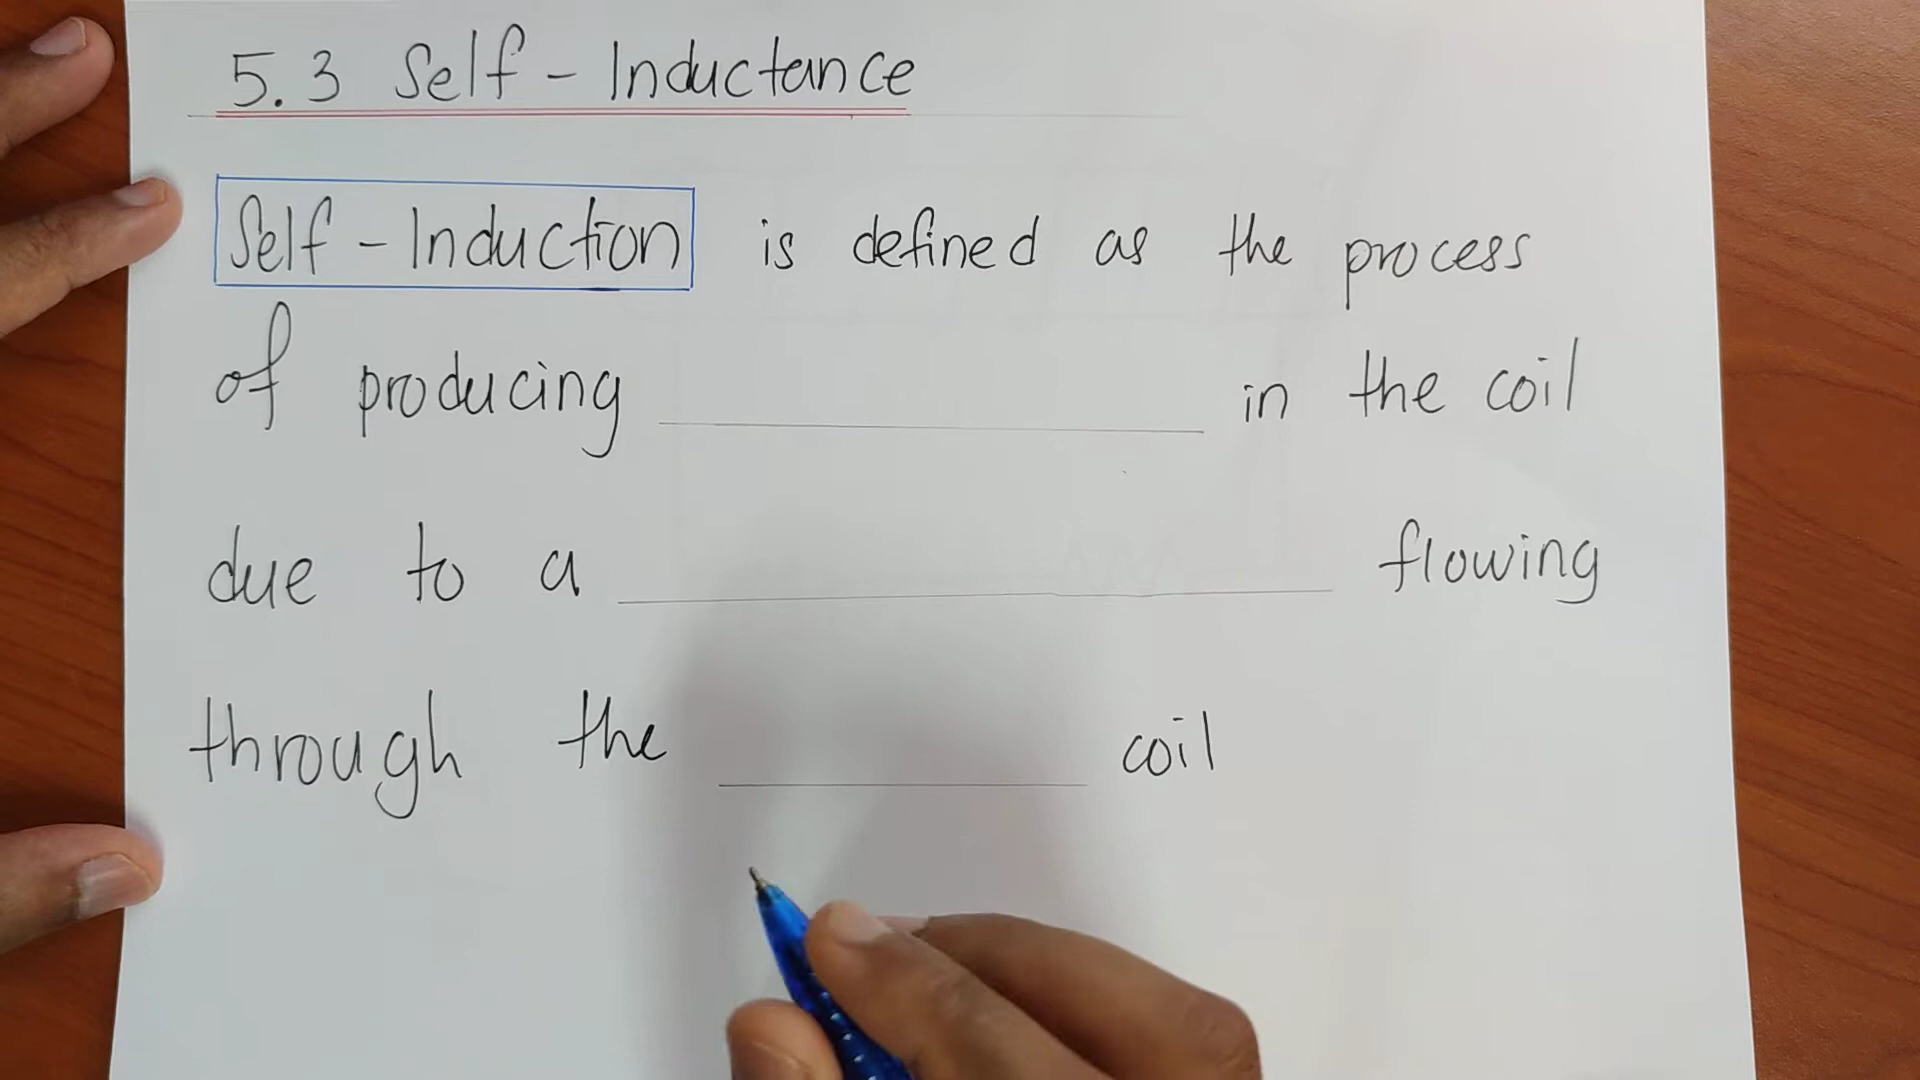 5.3 Self - Inductance
Self - Induction is defined as the process
of producing in the coil
due to a flowing
through the coil